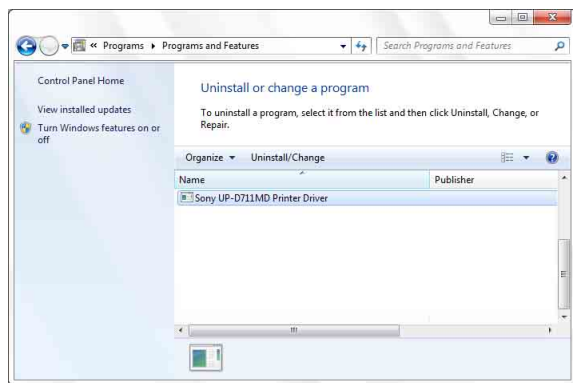 « Programs ▸ Programs and Features
Search Programs and Features
Control Panel Home
View installed updates
Turn Windows features on or
off
Uninstall or change a program
To uninstall a program, select it from the list and then click Uninstall, Change, or
Repair.
Organize ▾ Uninstall/Change
Name Publisher
Sony UP-D711MD Printer Driver